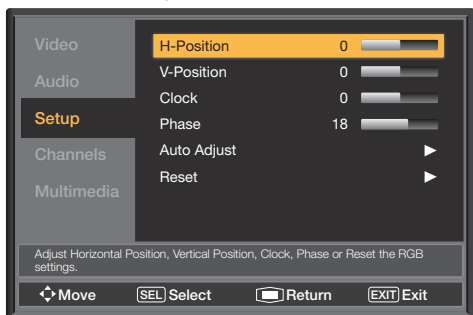 Video
Audio
Setup
Channels
Multimedia
H-Position 0
V-Position 0
Clock 0
Phase 18
Auto Adjust
Reset
Adjust Horizontal Position, Vertical Position, Clock, Phase or Reset the RGB
settings.
Move SEL Select Return EXIT Exit